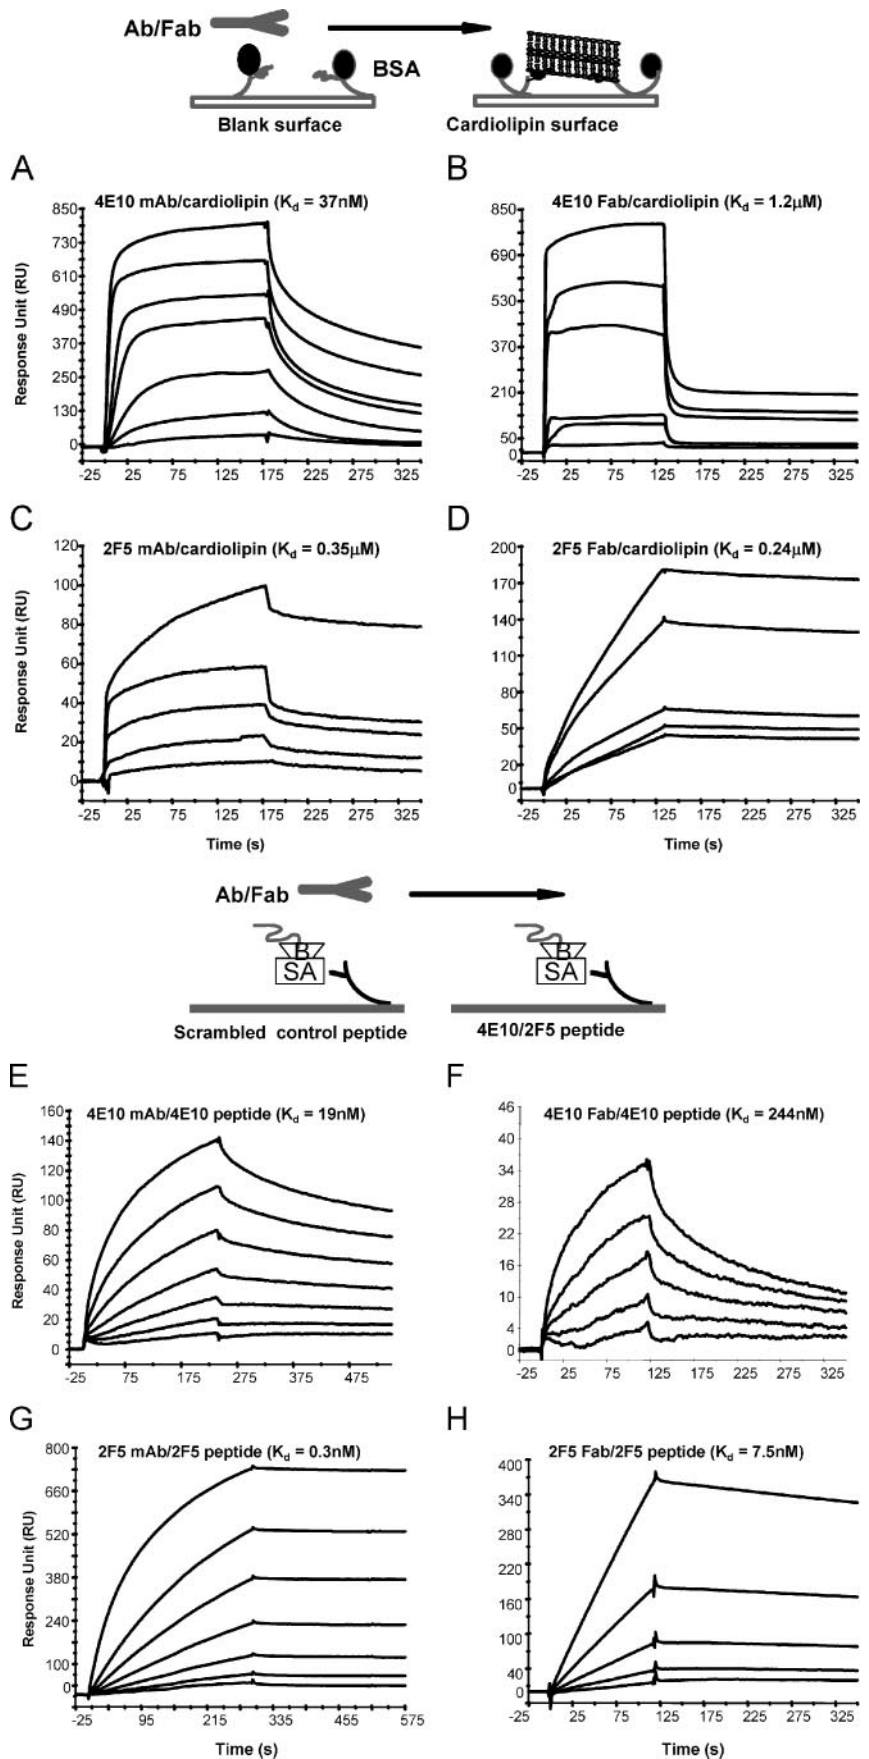 Ab/Fab
BSA
Blank surface
Cardiolipin surface
A
4E10 mAb/cardiolipin (Kd = 37nM)
Response Unit (RU)
850
730
610
490
370
250
130
0
-25 25 75 125 175 225 275 325
B
4E10 Fab/cardiolipin (Kd = 1.2μM)
850
690
530
370
210
50
0
-25 25 75 125 175 225 275 325
C
2F5 mAb/cardiolipin (Kd = 0.35μM)
Response Unit (RU)
120
100
80
60
40
20
0
-25 25 75 125 175 225 275 325
Time (s)
D
2F5 Fab/cardiolipin (Kd = 0.24μM)
200
170
140
110
80
50
20
0
-25 25 75 125 175 225 275 325
Time (s)
Ab/Fab
B
SA
B
SA
Scrambled control peptide
4E10/2F5 peptide
E
4E10 mAb/4E10 peptide (Kd = 19nM)
Response Unit (RU)
160
140
120
100
80
60
40
20
0
-25 75 175 275 375 475
F
4E10 Fab/4E10 peptide (Kd = 244nM)
46
40
34
28
22
16
10
4
0
-25 25 75 125 175 225 275 325
G
2F5 mAb/2F5 peptide (Kd = 0.3nM)
Response Unit (RU)
800
660
520
380
240
100
0
-25 95 215 335 455 575
Time (s)
H
2F5 Fab/2F5 peptide (Kd = 7.5nM)
400
340
280
220
160
100
40
0
-25 25 75 125 175 225 275 325
Time (s)